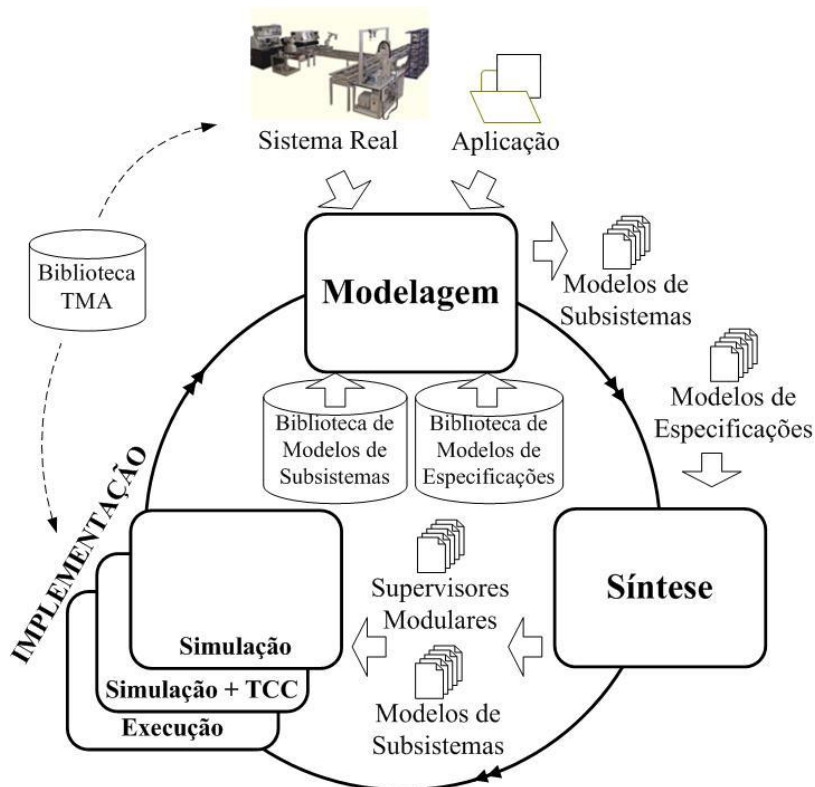 Sistema Real
Aplicação
Biblioteca
TMA
Modelagem
Modelos de
Subsistemas
Modelos de
Especificações
Biblioteca de
Modelos de
Subsistemas
Biblioteca de
Modelos de
Especificações
IMPLEMENTAÇÃO
Supervisores
Modulares
Síntese
Simulação
Simulação + TCC
Execução
Modelos de
Subsistemas